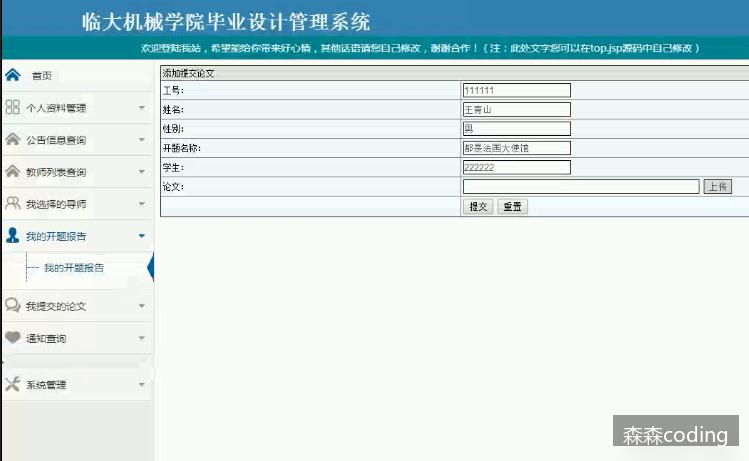 临大机械学院毕业设计管理系统
欢迎登陆我站，希望能给你带来好心情，其他话语请您自己修改，谢谢合作！（注：此处文字您可以在top.jsp源码中自己修改）
首页
个人资料管理
公告信息查询
教师列表查询
我选择的导师
我的开题报告
我的开题报告
我提交的论文
通知查询
系统管理
添加提交论文
工号： 111111
姓名： 王青山
性别： 男
开题名称： 都是法国大使馆
学生： 222222
论文： 上传
提交 重置
森森coding